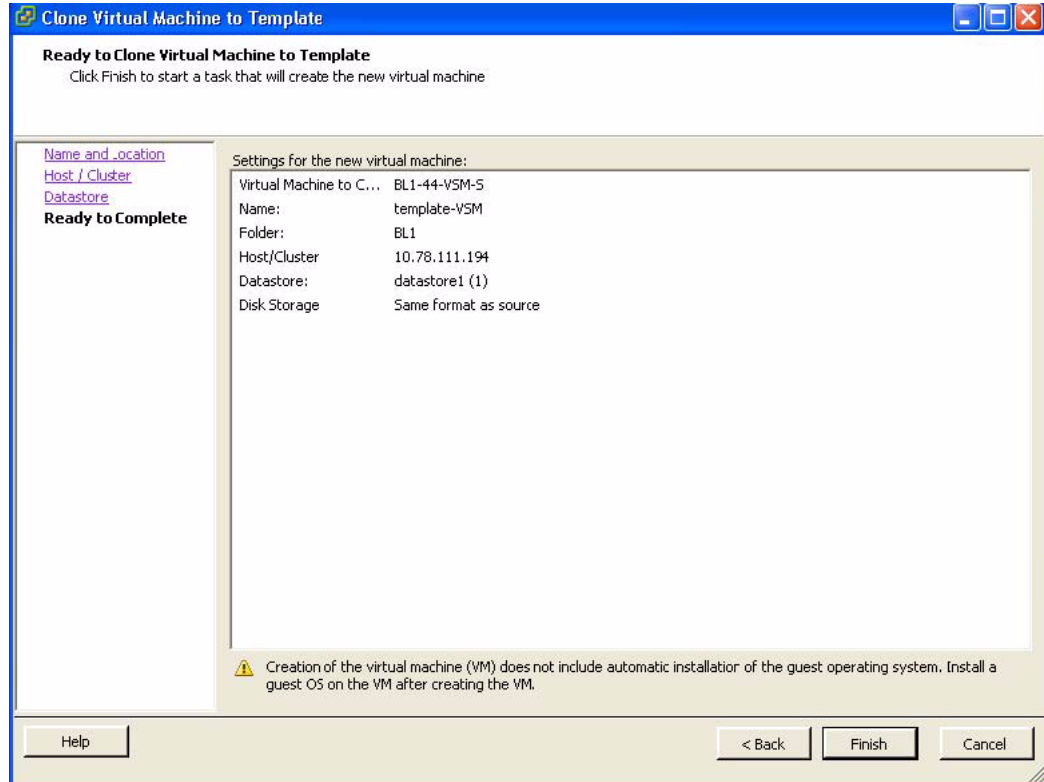 Clone Virtual Machine to Template
Ready to Clone Virtual Machine to Template
Click Finish to start a task that will create the new virtual machine
Name and Location
Host / Cluster
Datastore
Ready to Complete
Settings for the new virtual machine:
Virtual Machine to C... BL1-44-VSM-S
Name: template-VSM
Folder: BL1
Host/Cluster 10.78.111.194
Datastore: datastore1 (1)
Disk Storage Same format as source
Creation of the virtual machine (VM) does not include automatic installation of the guest operating system. Install a
guest OS on the VM after creating the VM.
Help
< Back
Finish
Cancel